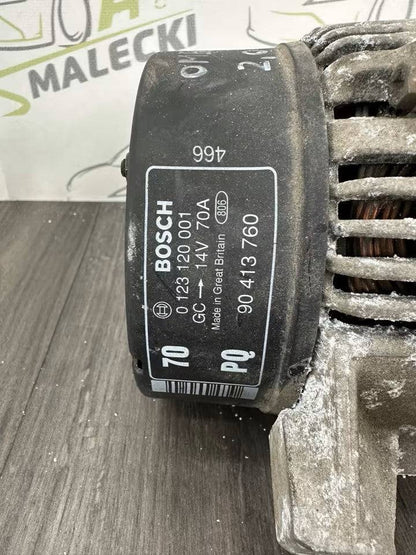 MALECKI
466
BOSCH
0 123 120 001
GC → 14V 70A
Made in Great Britain 806
90 413 760
70
PQ